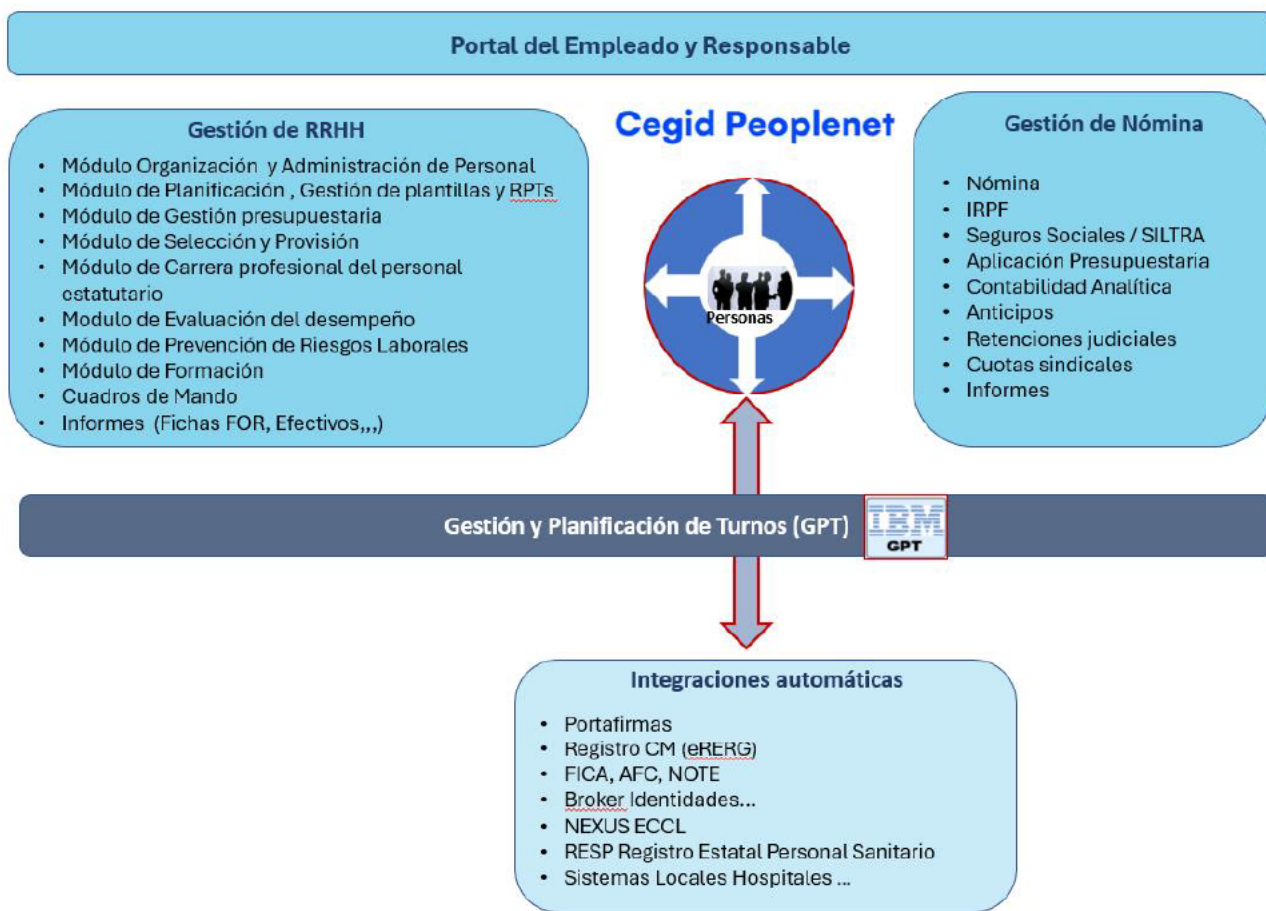 Portal del Empleado y Responsable
Gestión de RRHH
• Módulo Organización y Administración de Personal
• Módulo de Planificación , Gestión de plantillas y RPTs
• Módulo de Gestión presupuestaria
• Módulo de Selección y Provisión
• Módulo de Carrera profesional del personal
estatutario
• Modulo de Evaluación del desempeño
• Módulo de Prevención de Riesgos Laborales
• Módulo de Formación
• Cuadros de Mando
• Informes (Fichas FOR, Efectivos,,,)
Cegid Peoplenet
Personas
Gestión de Nómina
• Nómina
• IRPF
• Seguros Sociales / SILTRA
• Aplicación Presupuestaria
• Contabilidad Analítica
• Anticipos
• Retenciones judiciales
• Cuotas sindicales
• Informes
Gestión y Planificación de Turnos (GPT)
IBM
GPT
Integraciones automáticas
• Portafirmas
• Registro CM (eRERG)
• FICA, AFC, NOTE
• Broker Identidades...
• NEXUS ECCL
• RESP Registro Estatal Personal Sanitario
• Sistemas Locales Hospitales ...